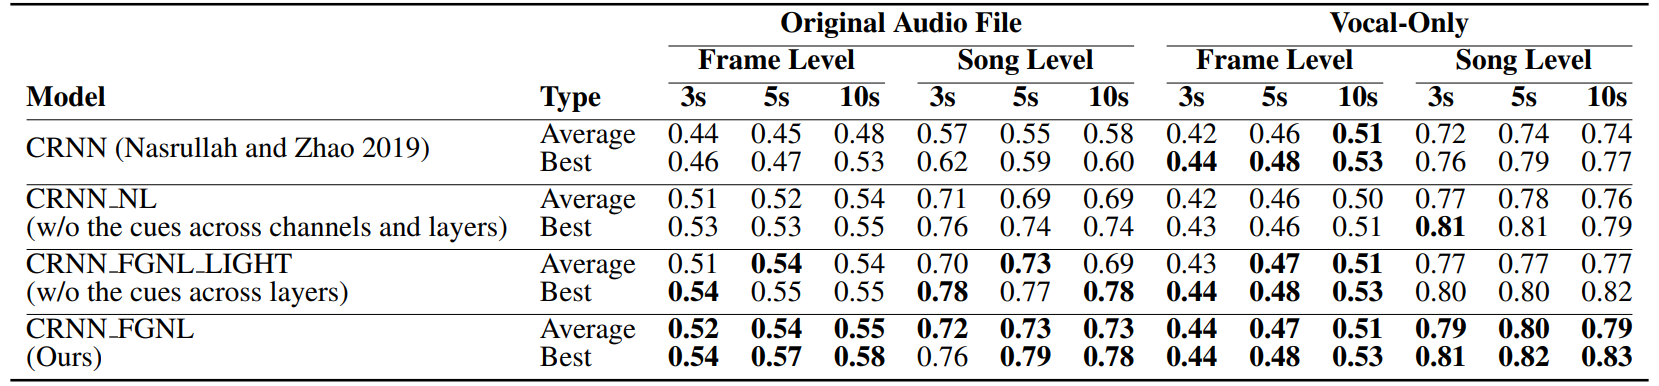 Original Audio File Vocal-Only
Frame Level Song Level Frame Level Song Level
Model Type 3s 5s 10s 3s 5s 10s 3s 5s 10s 3s 5s 10s
CRNN (Nasrullah and Zhao 2019) Average 0.44 0.45 0.48 0.57 0.55 0.58 0.42 0.46 0.51 0.72 0.74 0.74
Best 0.46 0.47 0.53 0.62 0.59 0.60 0.44 0.48 0.53 0.76 0.79 0.77
CRNN_NL Average 0.51 0.52 0.54 0.71 0.69 0.69 0.42 0.46 0.50 0.77 0.78 0.76
(w/o the cues across channels and layers) Best 0.53 0.53 0.55 0.76 0.74 0.74 0.43 0.46 0.51 0.81 0.81 0.79
CRNN_FGNL_LIGHT Average 0.51 0.54 0.54 0.70 0.73 0.69 0.43 0.47 0.51 0.77 0.77 0.77
(w/o the cues across layers) Best 0.54 0.55 0.55 0.78 0.77 0.78 0.44 0.48 0.53 0.80 0.80 0.82
CRNN_FGNL Average 0.52 0.54 0.55 0.72 0.73 0.73 0.44 0.47 0.51 0.79 0.80 0.79
(Ours) Best 0.54 0.57 0.58 0.76 0.79 0.78 0.44 0.48 0.53 0.81 0.82 0.83